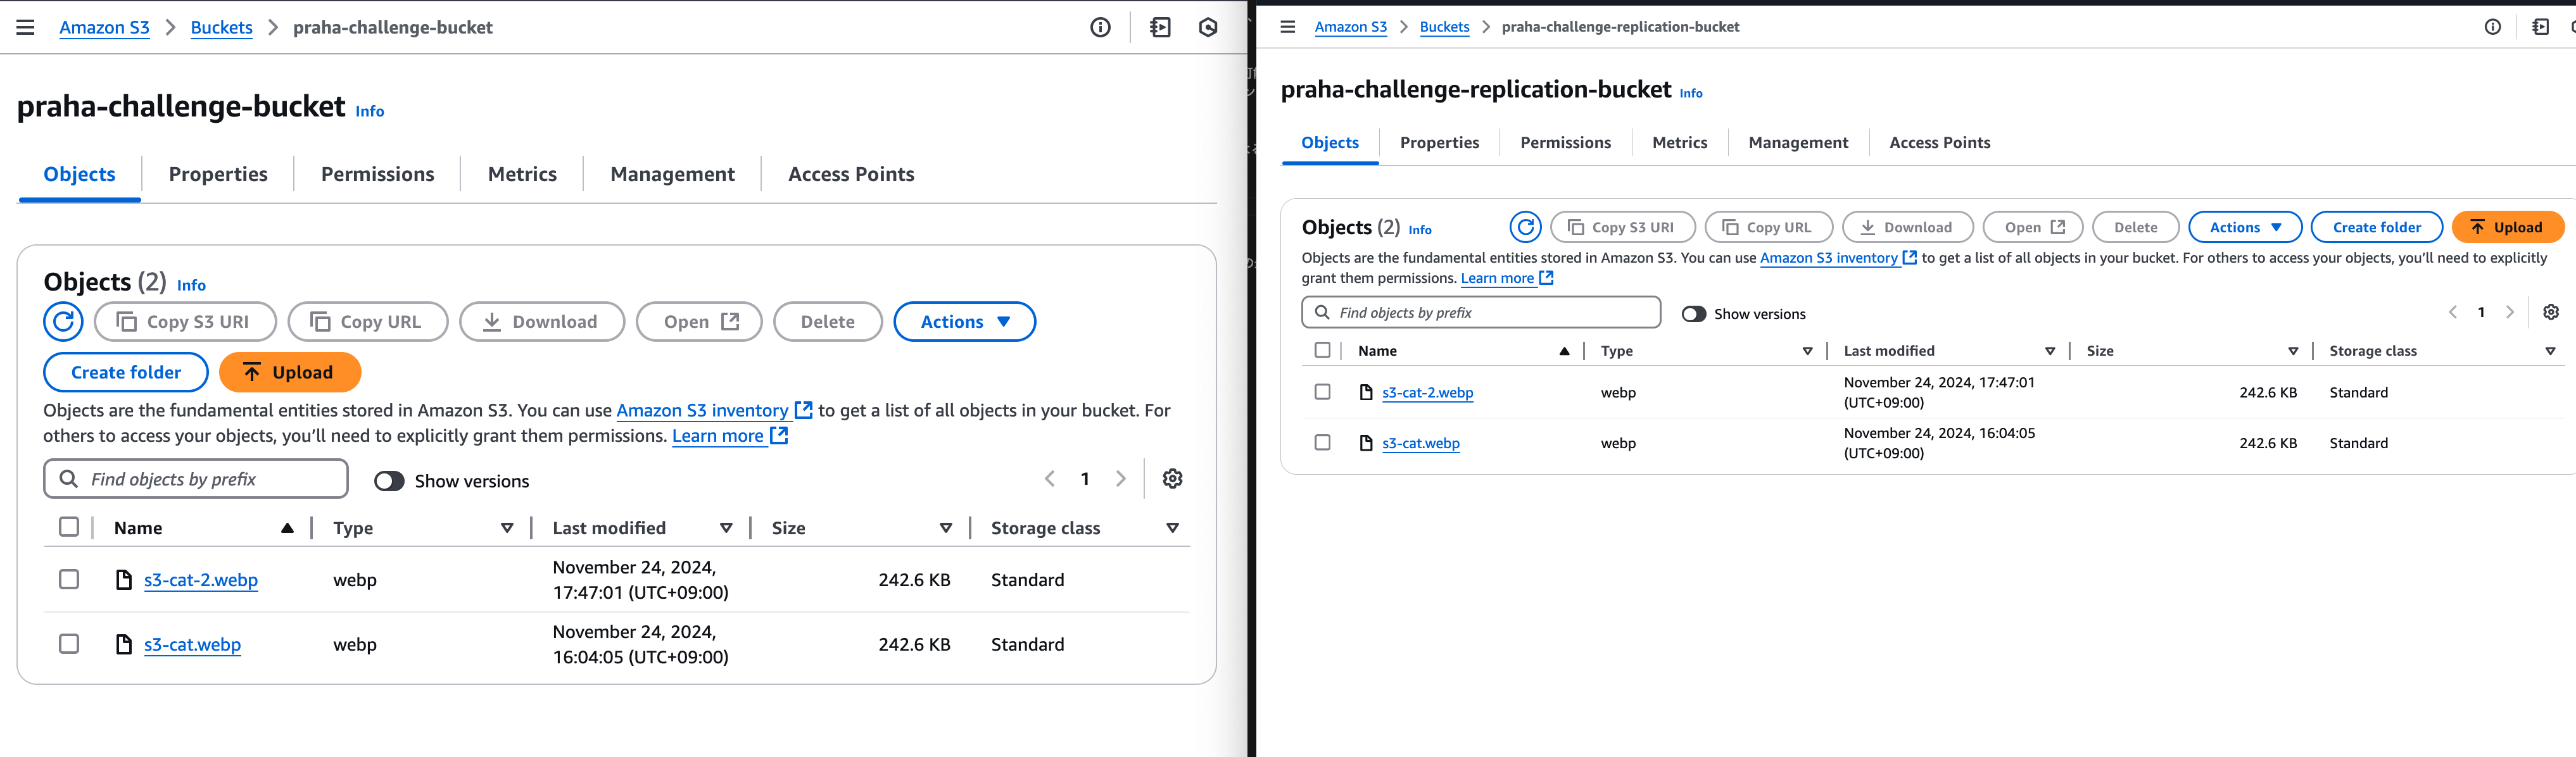 Amazon S3 > Buckets > praha-challenge-bucket
praha-challenge-bucket Info
Objects Properties Permissions Metrics Management Access Points
Objects (2) Info
Copy S3 URI Copy URL Download Open Delete Actions
Create folder Upload
Objects are the fundamental entities stored in Amazon S3. You can use Amazon S3 inventory to get a list of all objects in your bucket. For
others to access your objects, you'll need to explicitly grant them permissions. Learn more
Find objects by prefix Show versions 1
Name Type Last modified Size Storage class
s3-cat-2.webp webp November 24, 2024, 242.6 KB Standard
17:47:01 (UTC+09:00)
s3-cat.webp webp November 24, 2024, 242.6 KB Standard
16:04:05 (UTC+09:00)
Amazon S3 > Buckets > praha-challenge-replication-bucket
praha-challenge-replication-bucket Info
Objects Properties Permissions Metrics Management Access Points
Objects (2) Info Copy S3 URI Copy URL Download Open Delete Actions Create folder Upload
Objects are the fundamental entities stored in Amazon S3. You can use Amazon S3 inventory to get a list of all objects in your bucket. For others to access your objects, you'll need to explicitly
grant them permissions. Learn more
Find objects by prefix Show versions 1
Name Type Last modified Size Storage class
s3-cat-2.webp webp November 24, 2024, 17:47:01 242.6 KB Standard
(UTC+09:00)
s3-cat.webp webp November 24, 2024, 16:04:05 242.6 KB Standard
(UTC+09:00)